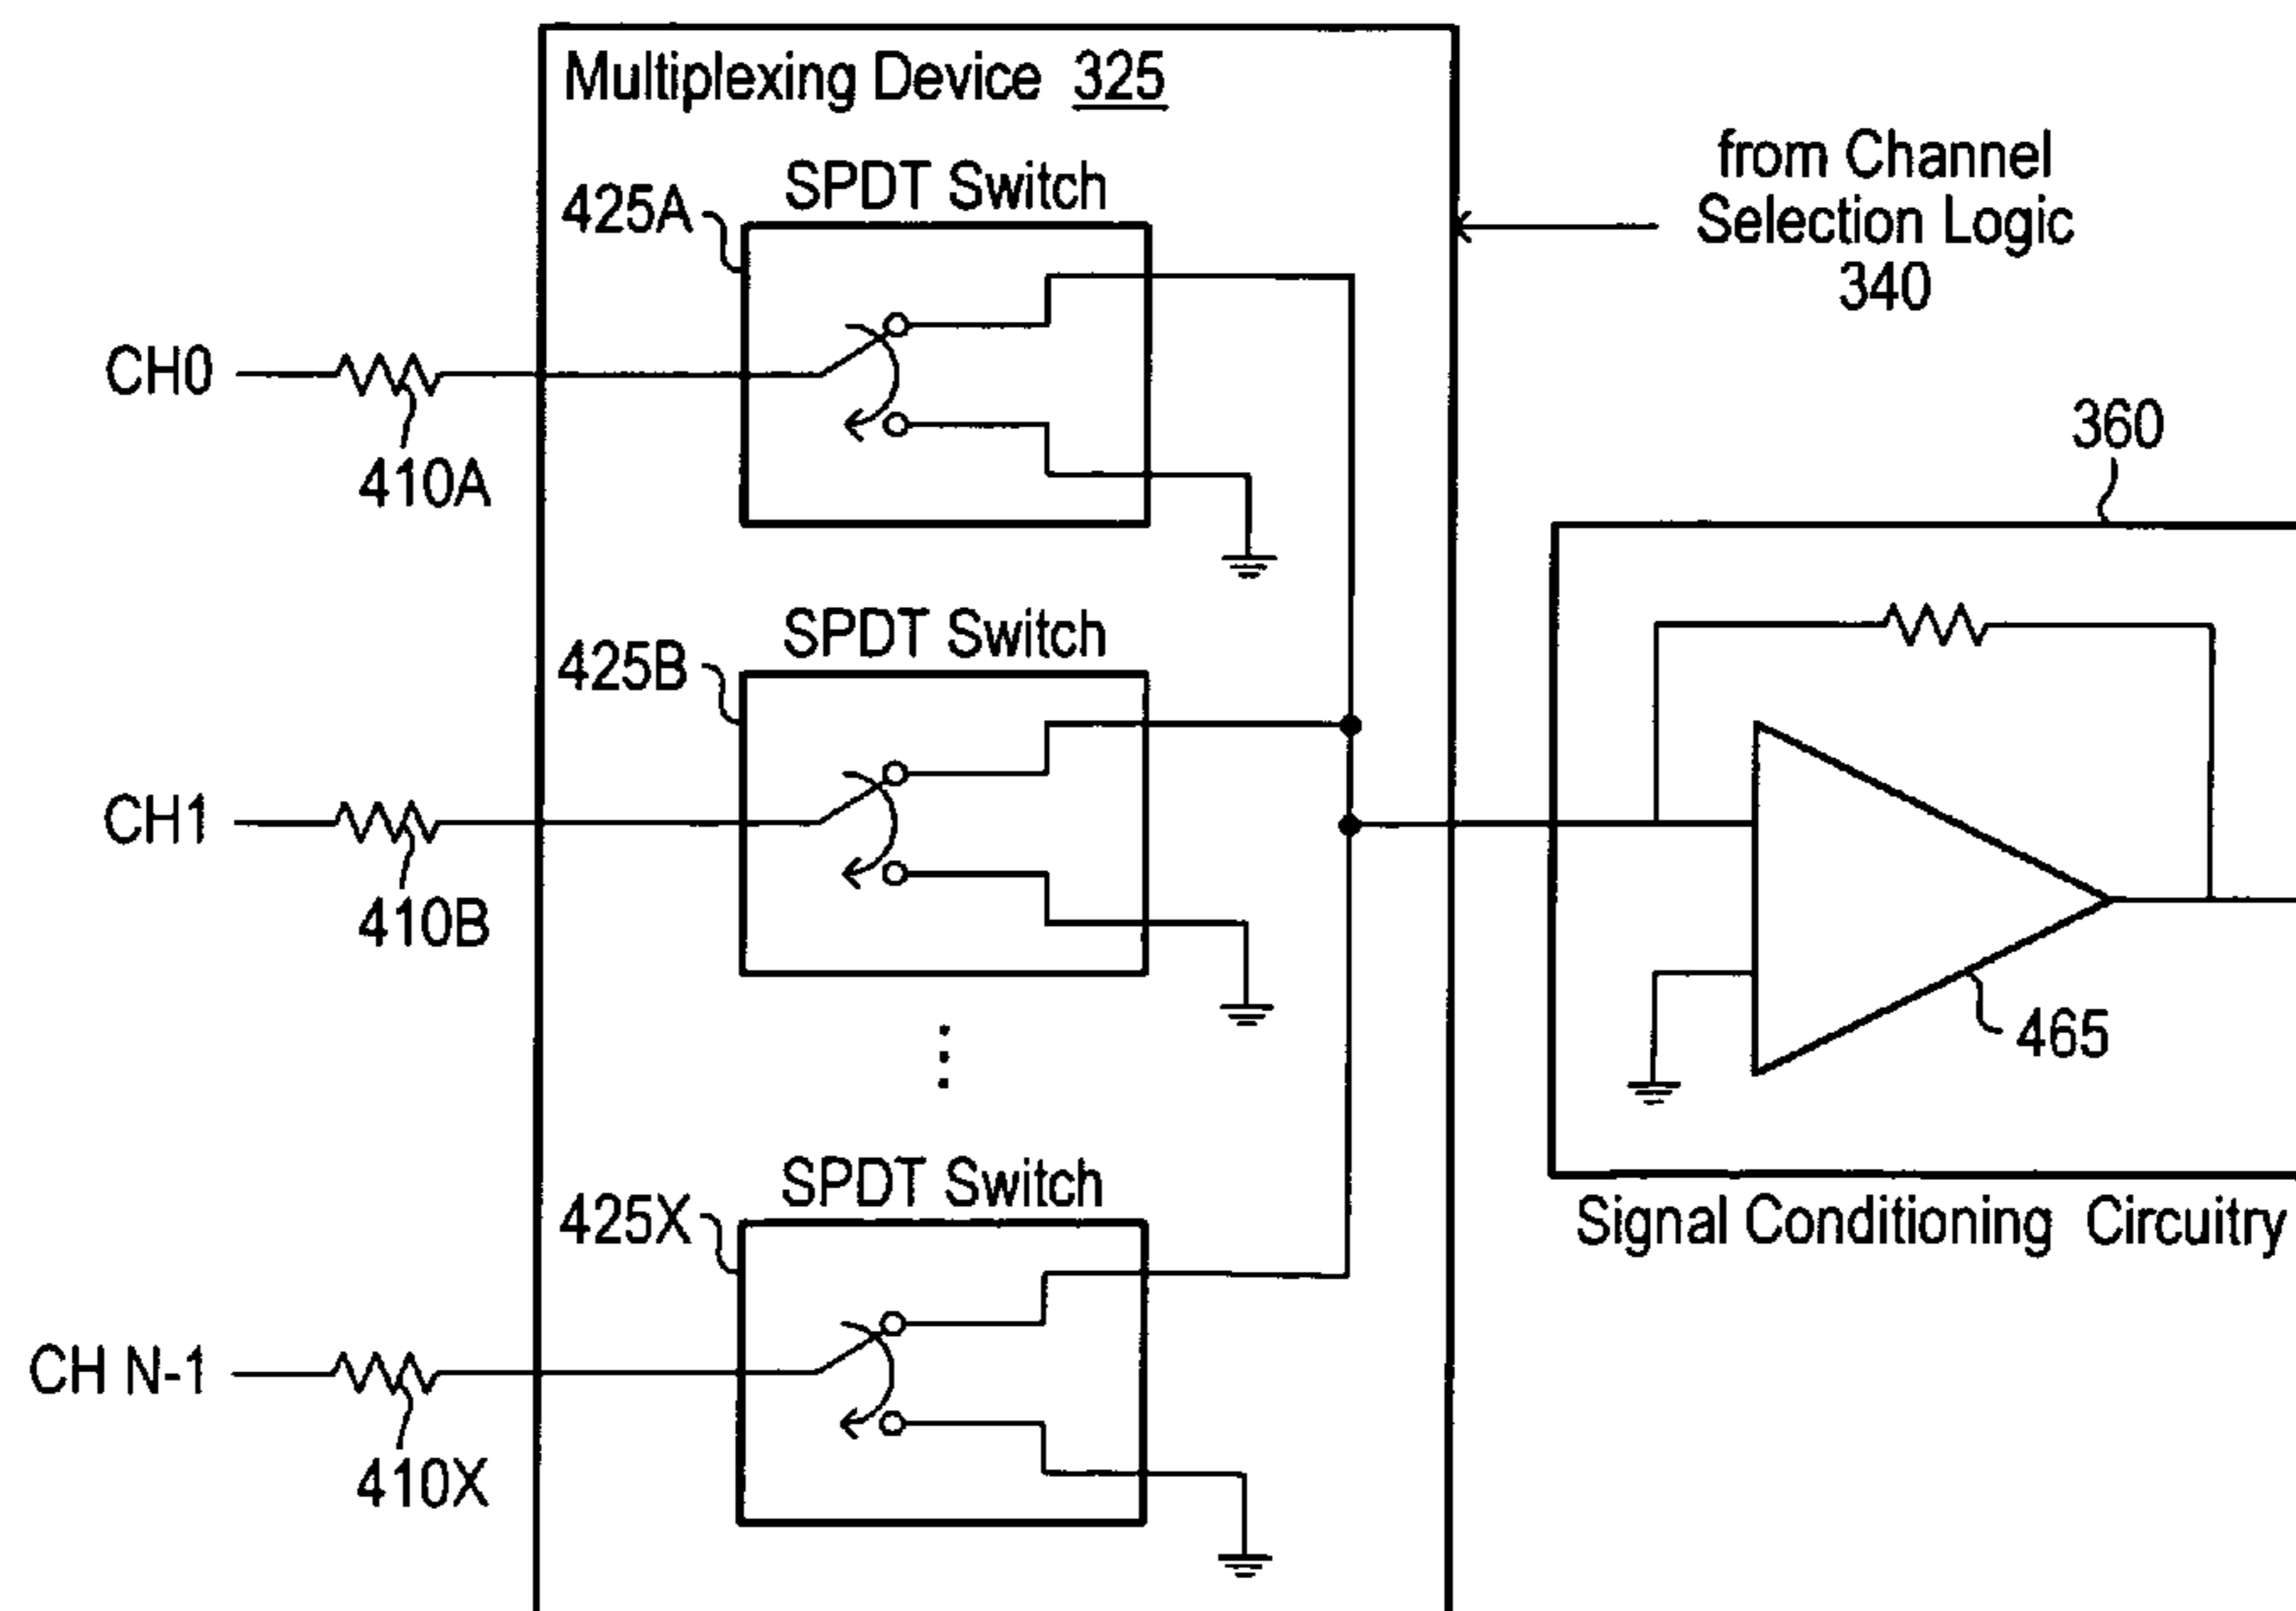 Multiplexing Device 325
SPDT Switch
425A
from Channel
Selection Logic
340
CH0
410A
360
SPDT Switch
425B
CH1
410B
465
SPDT Switch
425X
Signal Conditioning Circuitry
CH N-1
410X